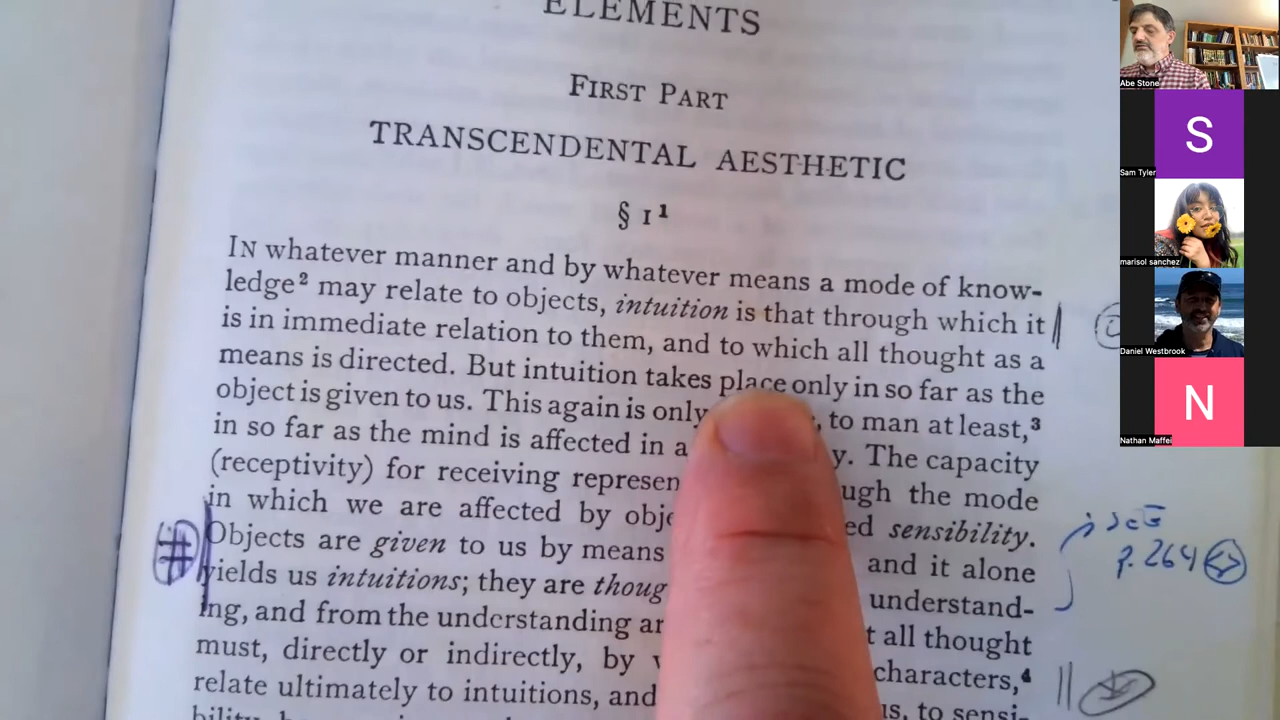 ELEMENTS
FIRST PART
TRANSCENDENTAL AESTHETIC
§ 1¹
IN whatever manner and by whatever means a mode of know-
ledge² may relate to objects, intuition is that through which it
is in immediate relation to them, and to which all thought as a
means is directed. But intuition takes place only in so far as the
object is given to us. This again is only , to man at least,³
in so far as the mind is affected in a y. The capacity
(receptivity) for receiving represen ugh the mode
in which we are affected by obje ed sensibility.
Objects are given to us by means and it alone
yields us intuitions; they are thoug understand-
ing, and from the understanding ar t all thought
must, directly or indirectly, by characters,⁴
relate ultimately to intuitions, and us, to sensi-
p. 264
Abe Stone
S
Sam Tyler
marisol sanchez
Daniel Westbrook
N
Nathan Maffei